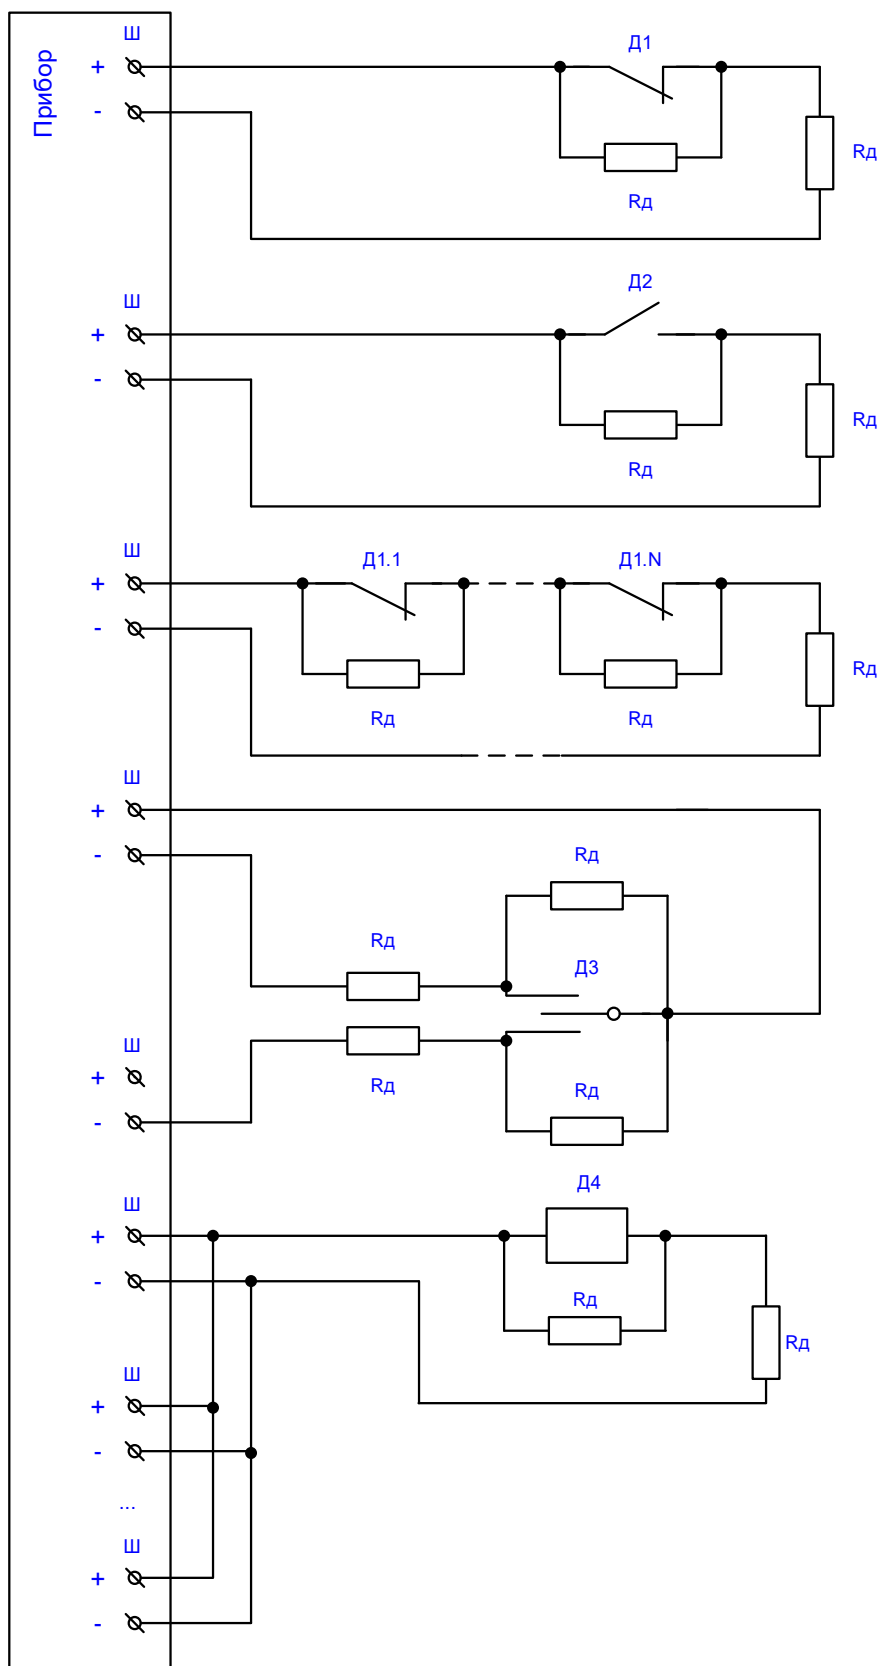 Прибор
Ш
+
-
Д1
Rд
Rд
Ш
+
-
Д2
Rд
Rд
Ш
+
-
Д1.1
Д1.N
Rд
Rд
Rд
Ш
+
-
Rд
Rд
Д3
Ш
+
-
Rд
Rд
Д4
Ш
+
-
Rд
Rд
Ш
+
-
...
Ш
+
-